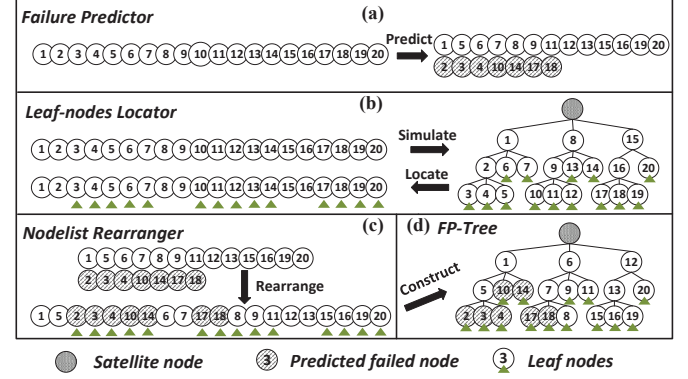 Failure Predictor (a)
1 2 3 4 5 6 7 8 9 10 11 12 13 14 15 16 17 18 19 20
Predict
1 5 6 7 8 9 11 12 13 15 16 19 20
2 3 4 10 14 17 18
Leaf-nodes Locator (b)
1 2 3 4 5 6 7 8 9 10 11 12 13 14 15 16 17 18 19 20
Simulate
1 2 3 4 5 6 7 8 9 10 11 12 13 14 15 16 17 18 19 20
Locate
1 8 15
2 6 7 9 13 14 16 20
3 4 5 10 11 12 17 18 19
Nodelist Rearranger (c)
1 5 6 7 8 9 11 12 13 15 16 19 20
2 3 4 10 14 17 18
Rearrange
1 5 2 3 4 10 14 6 7 17 18 8 9 11 12 13 15 16 19 20
Construct
(d) FP-Tree
1 6 12
5 10 14 7 9 11 13 20
2 3 4 17 18 8 15 16 19
Satellite node
3 Predicted failed node
3 Leaf nodes